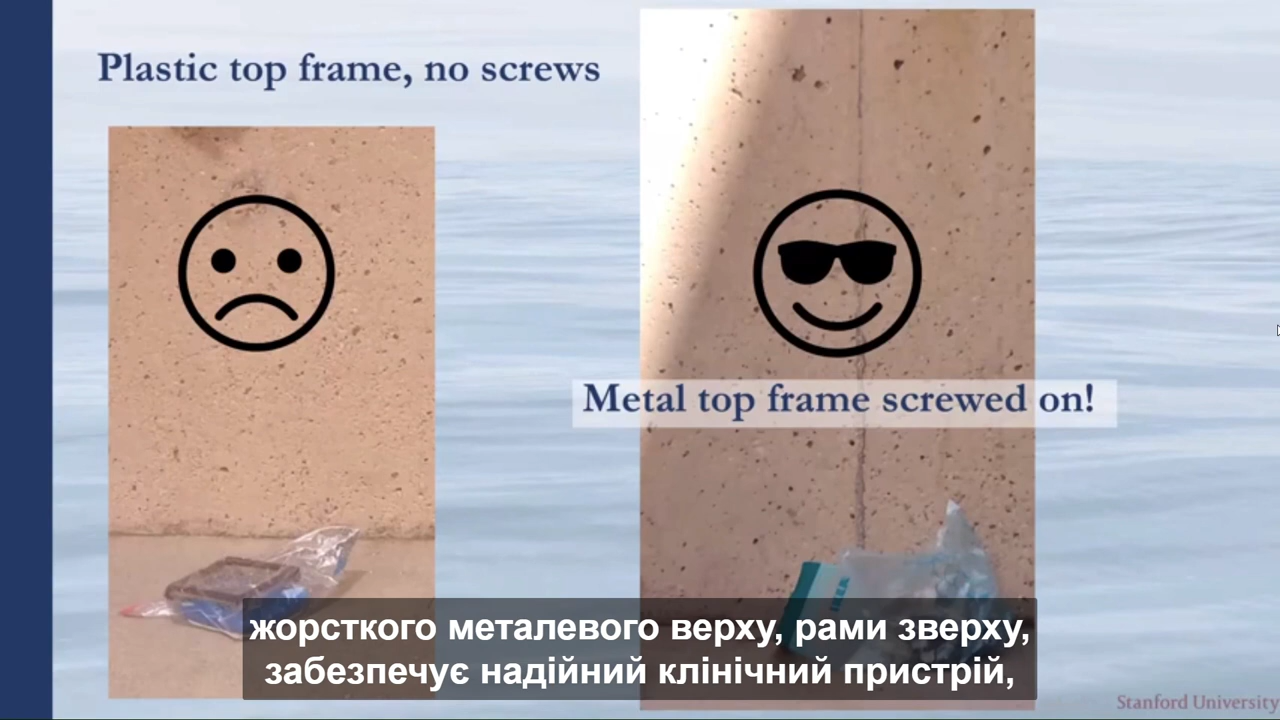 Plastic top frame, no screws
Metal top frame screwed on!
жорсткого металевого верху, рами зверху,
забезпечує надійний клінічний пристрій,
Stanford University